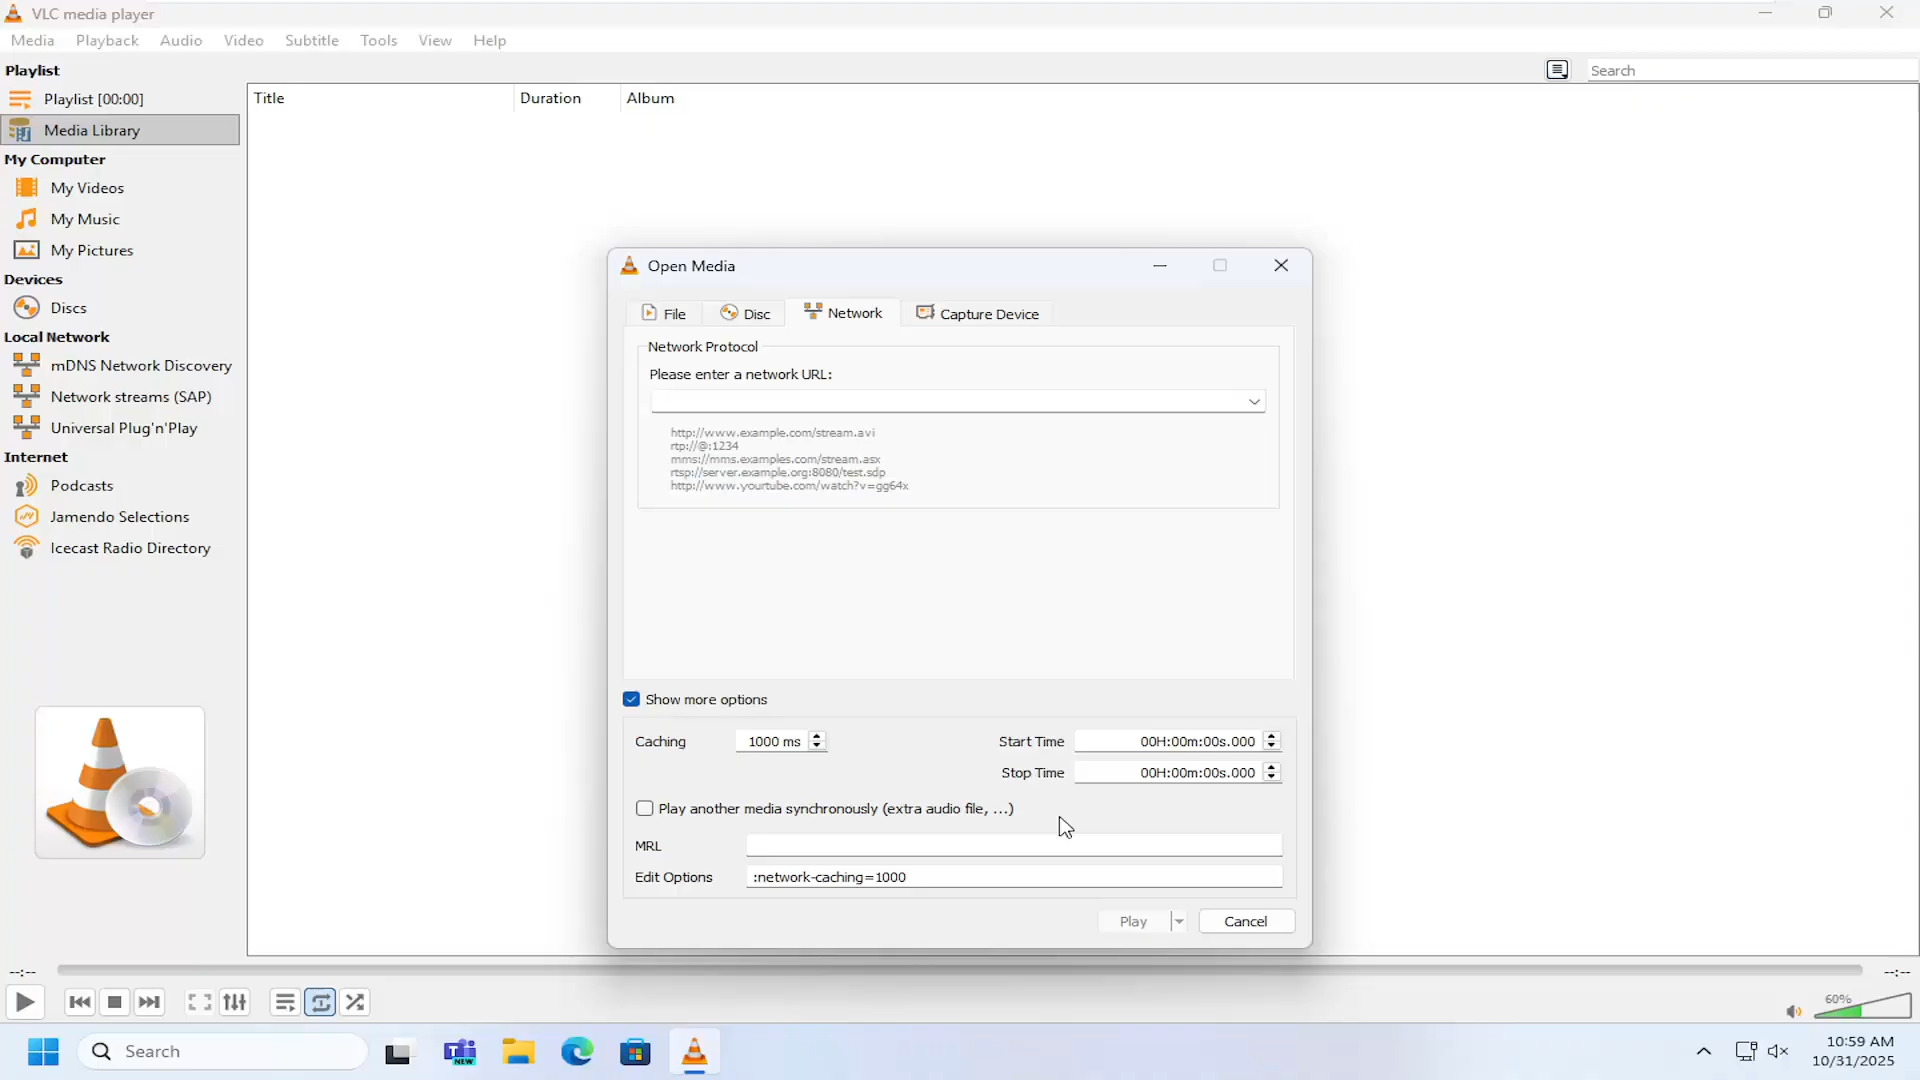 VLC media player
Media Playback Audio Video Subtitle Tools View Help
Playlist
Search
Playlist [00:00]
Title Duration Album
Media Library
My Computer
My Videos
My Music
My Pictures
Devices
Discs
Local Network
mDNS Network Discovery
Network streams (SAP)
Universal Plug'n'Play
Internet
Podcasts
Jamendo Selections
Icecast Radio Directory
Open Media
File Disc Network Capture Device
Network Protocol
Please enter a network URL:
http://www.example.com/stream.avi
rtp://@:1234
mms://mms.examples.com/stream.asx
rtsp://server.example.org:8080/test.sdp
http://www.yourtube.com/watch?v=gg64x
Show more options
Caching 1000 ms Start Time 00H:00m:00s.000
Stop Time 00H:00m:00s.000
Play another media synchronously (extra audio file, ...)
MRL
Edit Options :network-caching=1000
Play Cancel
--:-- --:--
60%
Search
NEW
10:59 AM
10/31/2025